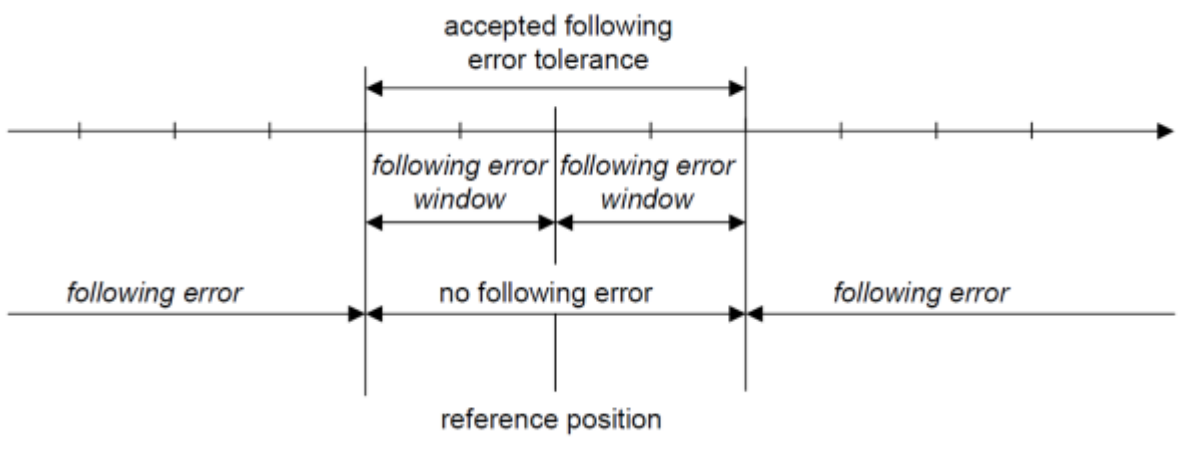 accepted following
error tolerance
following error following error
window window
following error no following error following error
reference position